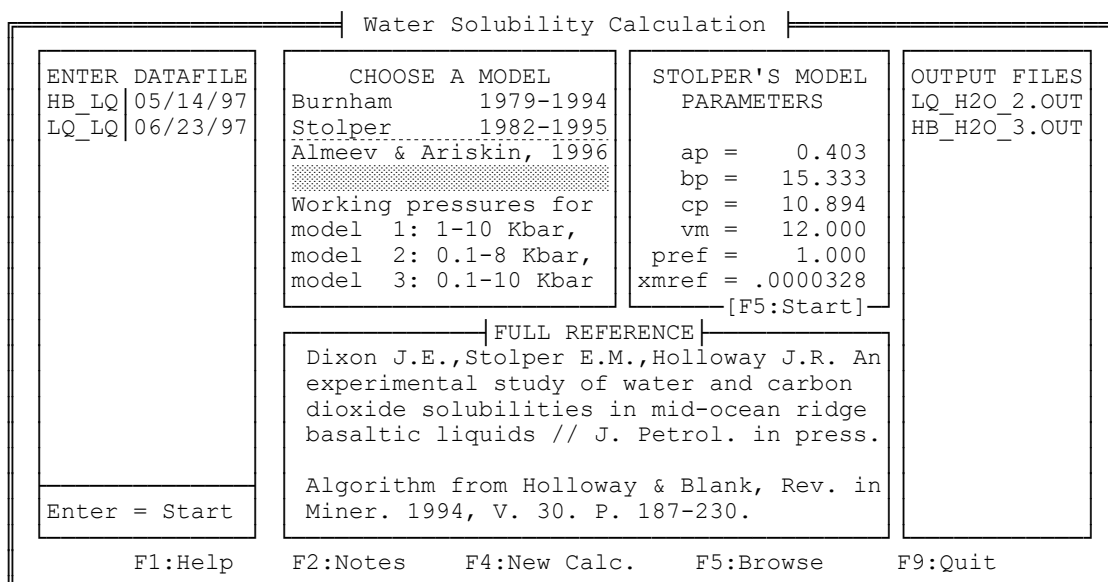 Water Solubility Calculation
ENTER DATAFILE
HB_LQ|05/14/97
LQ_LQ|06/23/97
Enter = Start
CHOOSE A MODEL
Burnham 1979-1994
Stolper 1982-1995
Almeev & Ariskin, 1996
Working pressures for
model 1: 1-10 Kbar,
model 2: 0.1-8 Kbar,
model 3: 0.1-10 Kbar
STOLPER'S MODEL
PARAMETERS
ap = 0.403
bp = 15.333
cp = 10.894
vm = 12.000
pref = 1.000
xmref = .0000328
[F5:Start]
OUTPUT FILES
LQ_H2O_2.OUT
HB_H2O_3.OUT
FULL REFERENCE
Dixon J.E.,Stolper E.M.,Holloway J.R. An
experimental study of water and carbon
dioxide solubilities in mid-ocean ridge
basaltic liquids // J. Petrol. in press.
Algorithm from Holloway & Blank, Rev. in
Miner. 1994, V. 30. P. 187-230.
F1:Help F2:Notes F4:New Calc. F5:Browse F9:Quit